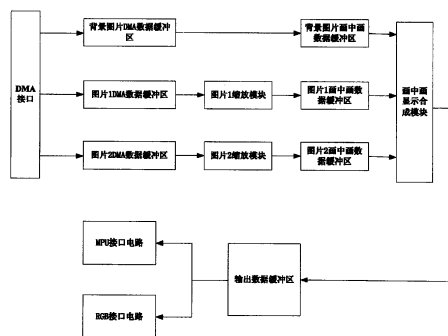 背景图片DMA数据缓冲
区
背景图片画中画
数据缓冲区
DMA
接口
图片1DMA数据缓冲区
图片1缩放模块
图片1画中画数
据缓冲区
画中画
显示合
成模块
图片2DMA数据缓冲区
图片2缩放模块
图片2画中画数
据缓冲区
MPU接口电路
输出数据缓冲区
RGB接口电路